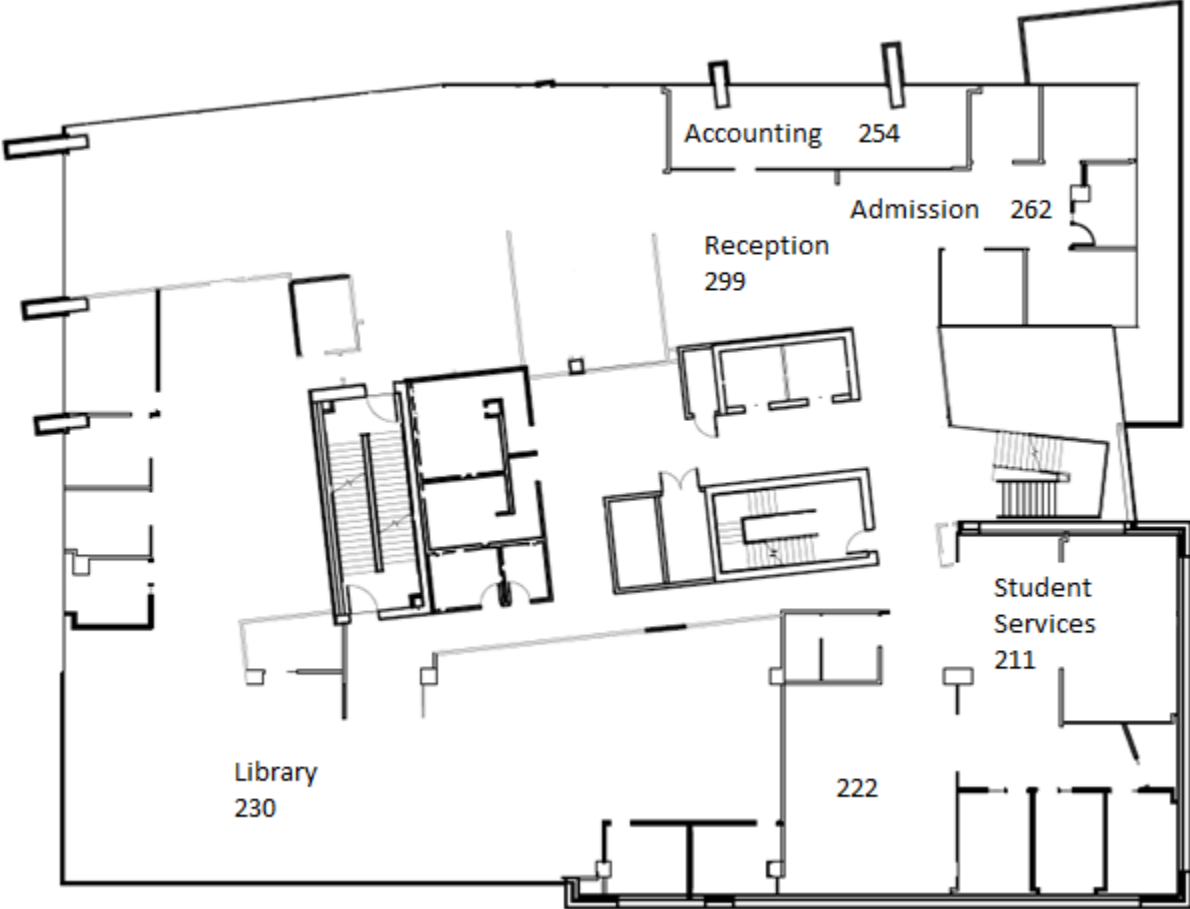 Accounting 254
Admission 262
Reception
299
Student
Services
211
Library
230
222